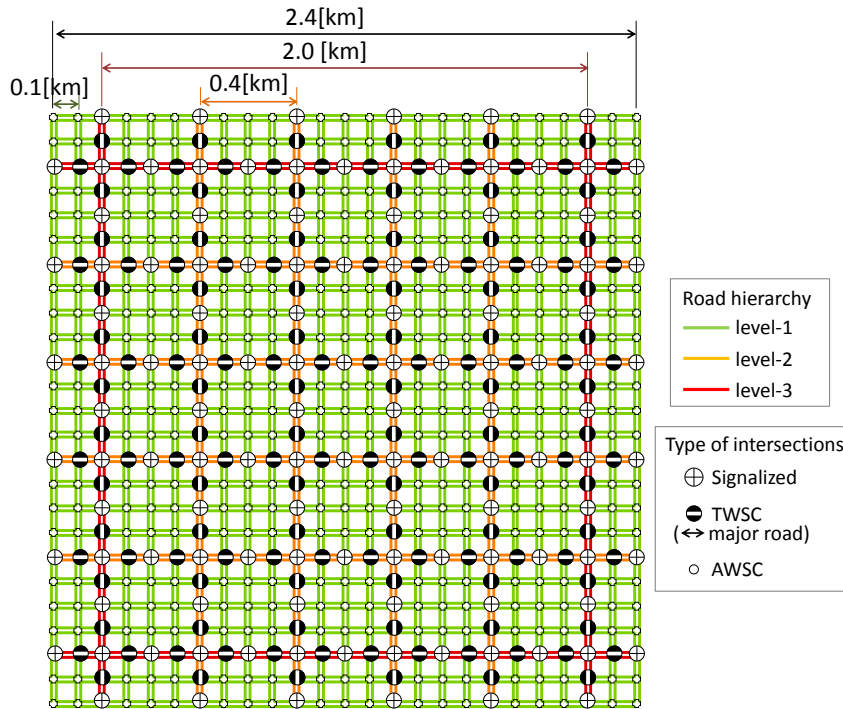 2.4[km]
2.0 [km]
0.1[km]
0.4[km]
Road hierarchy
level-1
level-2
level-3
Type of intersections
Signalized
TWSC
(↔ major road)
AWSC